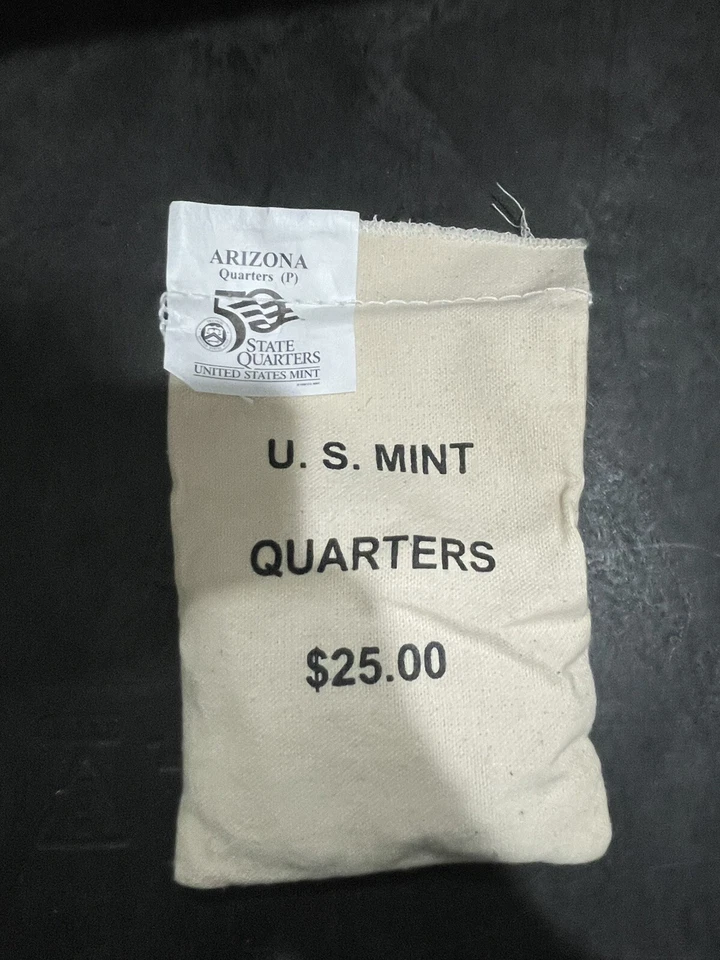 ARIZONA
Quarters (P)
50
STATE
QUARTERS
UNITED STATES MINT
U. S. MINT
QUARTERS
$25.00